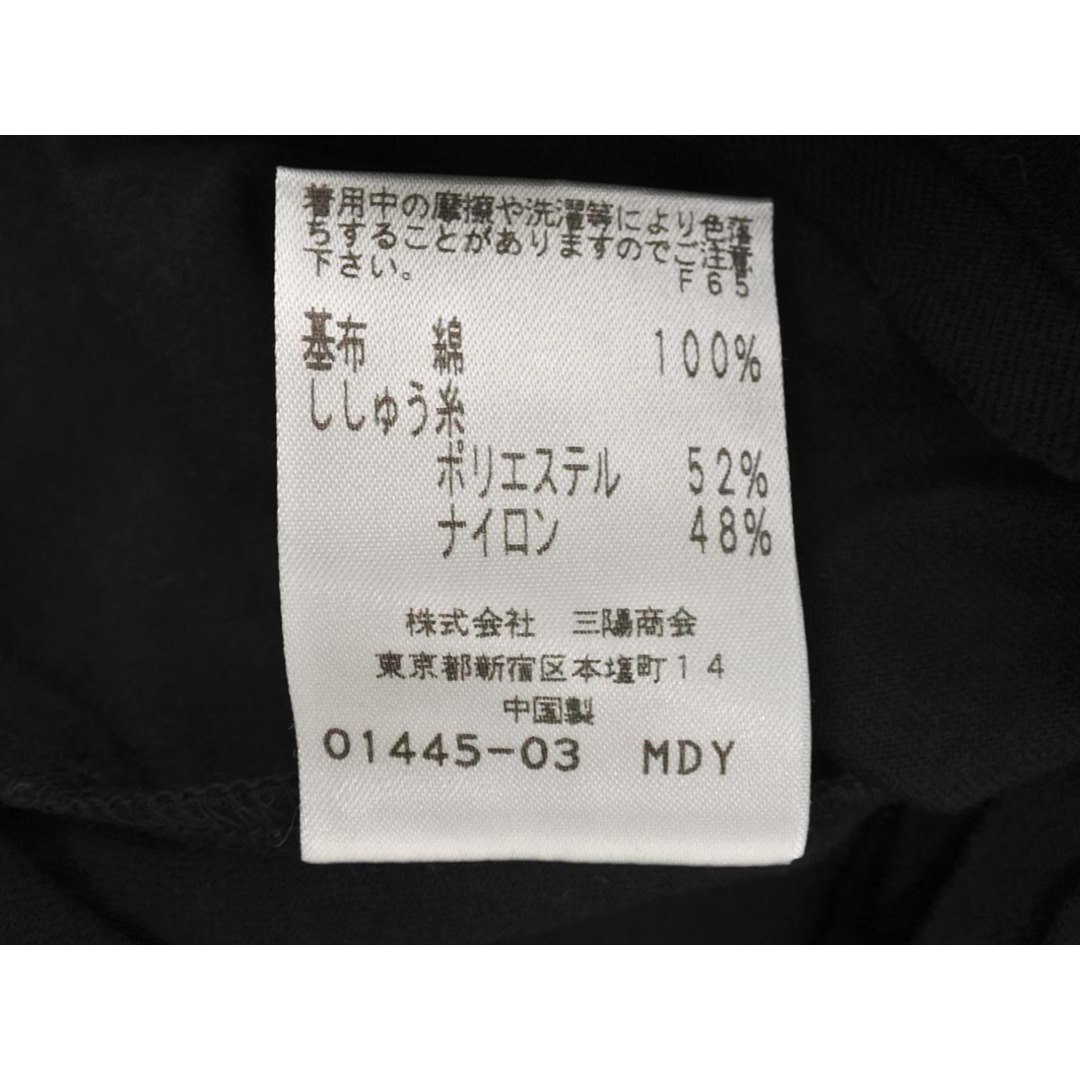 着用中の摩擦や洗濯等により色落
ちすることがありますのでご注意
下さい。 F65
基布 綿 100%
ししゅう糸
ポリエステル 52%
ナイロン 48%
株式会社 三陽商会
東京都新宿区本塩町14
中国製
01445-03 MDY